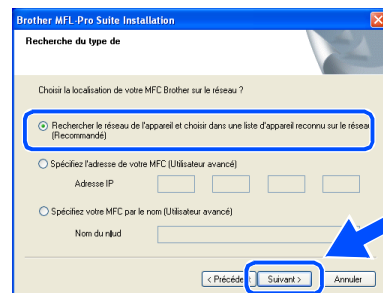 Brother MFL-Pro Suite Installation
Recherche du type de
Choisir la localisation de votre MFC Brother sur le réseau ?
Rechercher le réseau de l'appareil et choisir dans une liste d'appareil reconnu sur le réseau
(Recommandé)
Spécifiez l'adresse de votre MFC (Utilisateur avancé)
Adresse IP
Spécifiez votre MFC par le nom (Utilisateur avancé)
Nom du nœud
< Précédent
Suivant >
Annuler